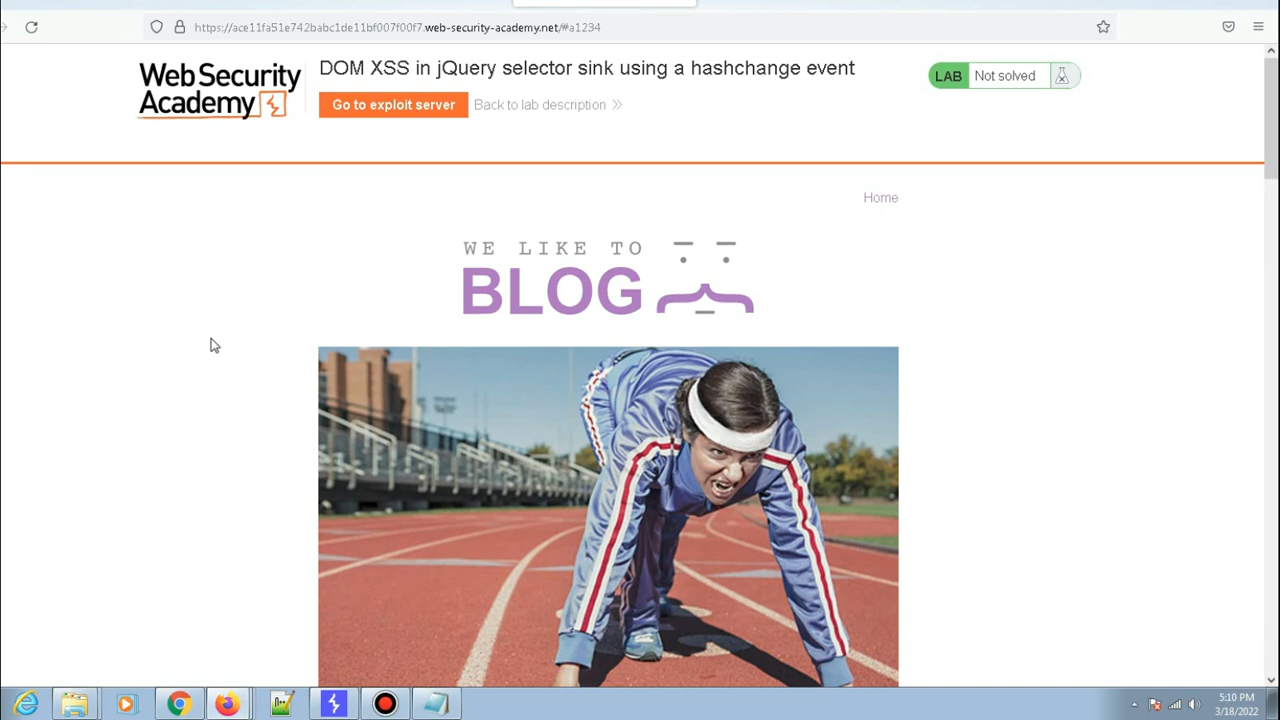 https://ace11fa51e742babc1de11bf007f00f7.web-security-academy.net/#a1234
Web Security
Academy
DOM XSS in jQuery selector sink using a hashchange event
Go to exploit server
Back to lab description
LAB
Not solved
Home
WE LIKE TO
BLOG
5:10 PM
3/18/2022